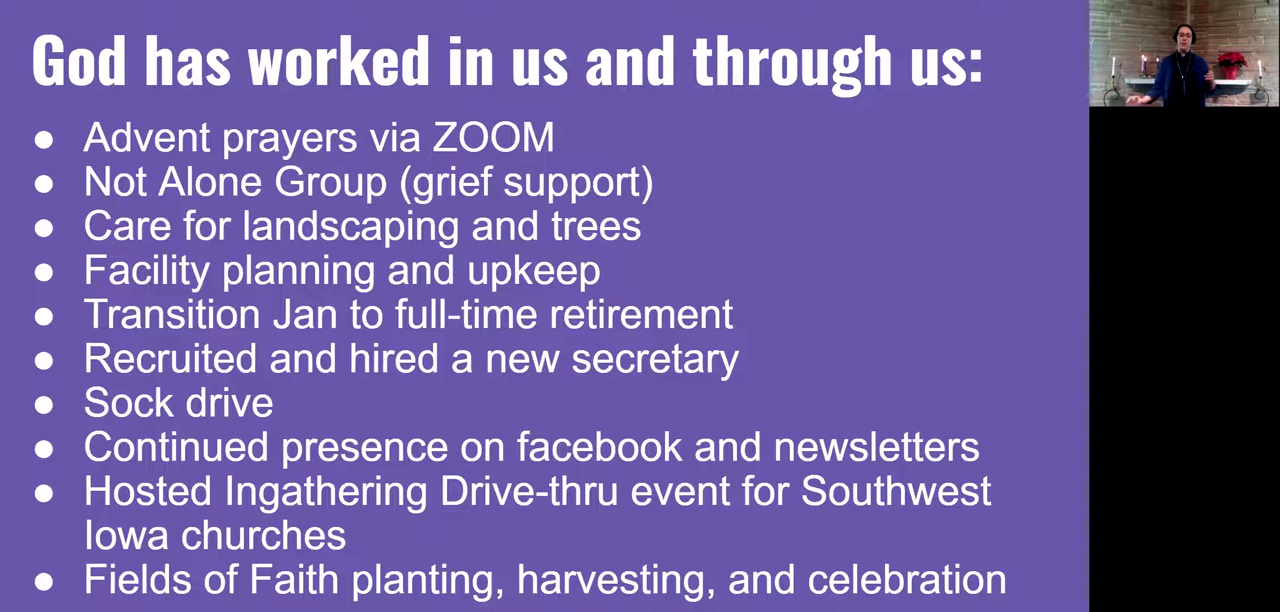 God has worked in us and through us:
● Advent prayers via ZOOM
● Not Alone Group (grief support)
● Care for landscaping and trees
● Facility planning and upkeep
● Transition Jan to full-time retirement
● Recruited and hired a new secretary
● Sock drive
● Continued presence on facebook and newsletters
● Hosted Ingathering Drive-thru event for Southwest
Iowa churches
● Fields of Faith planting, harvesting, and celebration